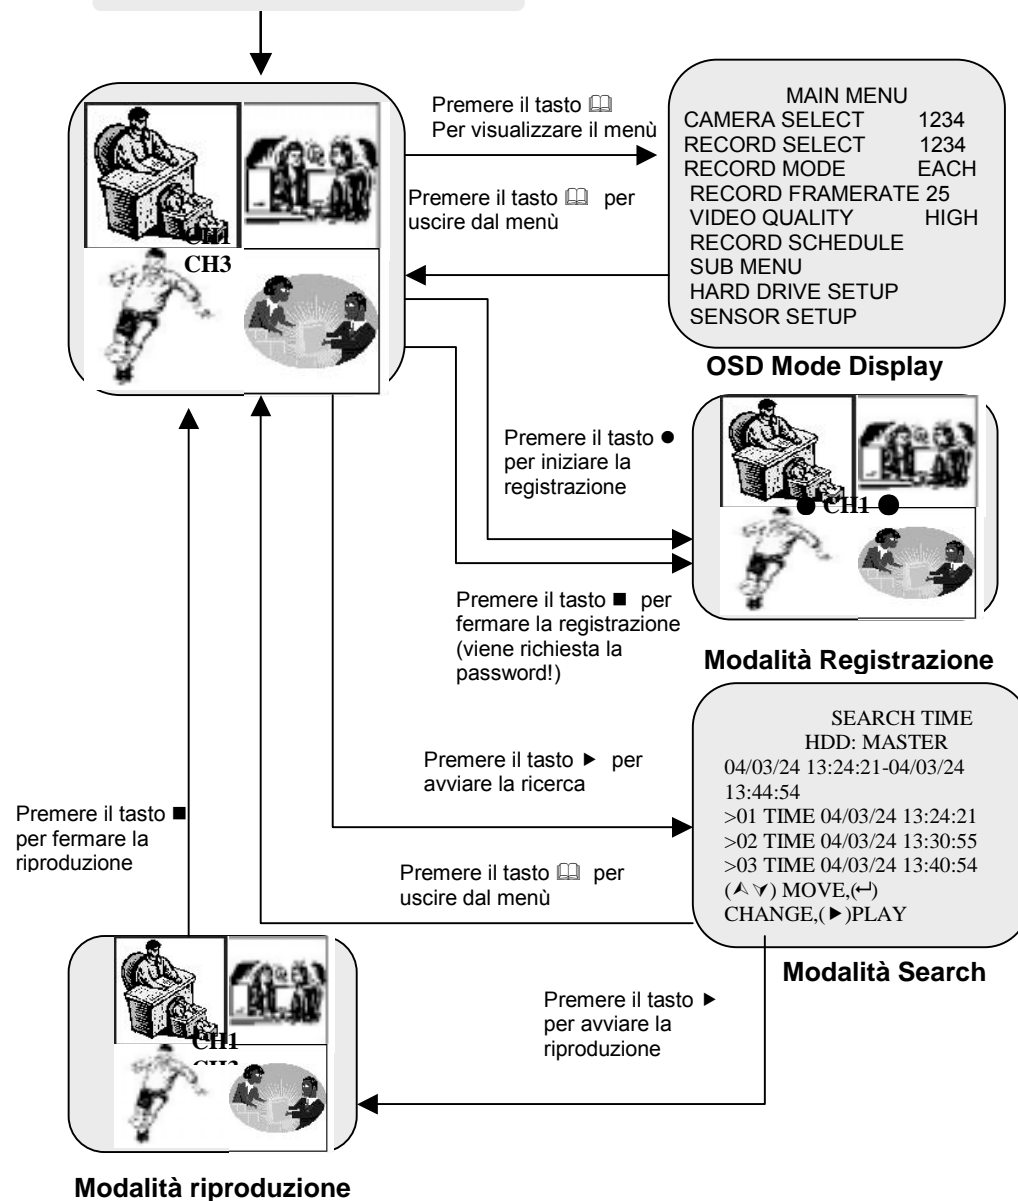 Premere il tasto 🕮
Per visualizzare il menù
MAIN MENU
CAMERA SELECT 1234
RECORD SELECT 1234
RECORD MODE EACH
RECORD FRAMERATE 25
VIDEO QUALITY HIGH
RECORD SCHEDULE
SUB MENU
HARD DRIVE SETUP
SENSOR SETUP
OSD Mode Display
Premere il tasto 🕮 per
uscire dal menù
CH1
CH3
Premere il tasto ●
per iniziare la
registrazione
● CH1 ●
Premere il tasto ■ per
fermare la registrazione
(viene richiesta la
password!)
Modalità Registrazione
Premere il tasto ▶ per
avviare la ricerca
SEARCH TIME
HDD: MASTER
04/03/24 13:24:21-04/03/24
13:44:54
>01 TIME 04/03/24 13:24:21
>02 TIME 04/03/24 13:30:55
>03 TIME 04/03/24 13:40:54
(⋏⋎) MOVE,(↵)
CHANGE,(▶)PLAY
Modalità Search
Premere il tasto ■
per fermare la
riproduzione
Premere il tasto 🕮 per
uscire dal menù
Premere il tasto ▶
per avviare la
riproduzione
CH1
Modalità riproduzione